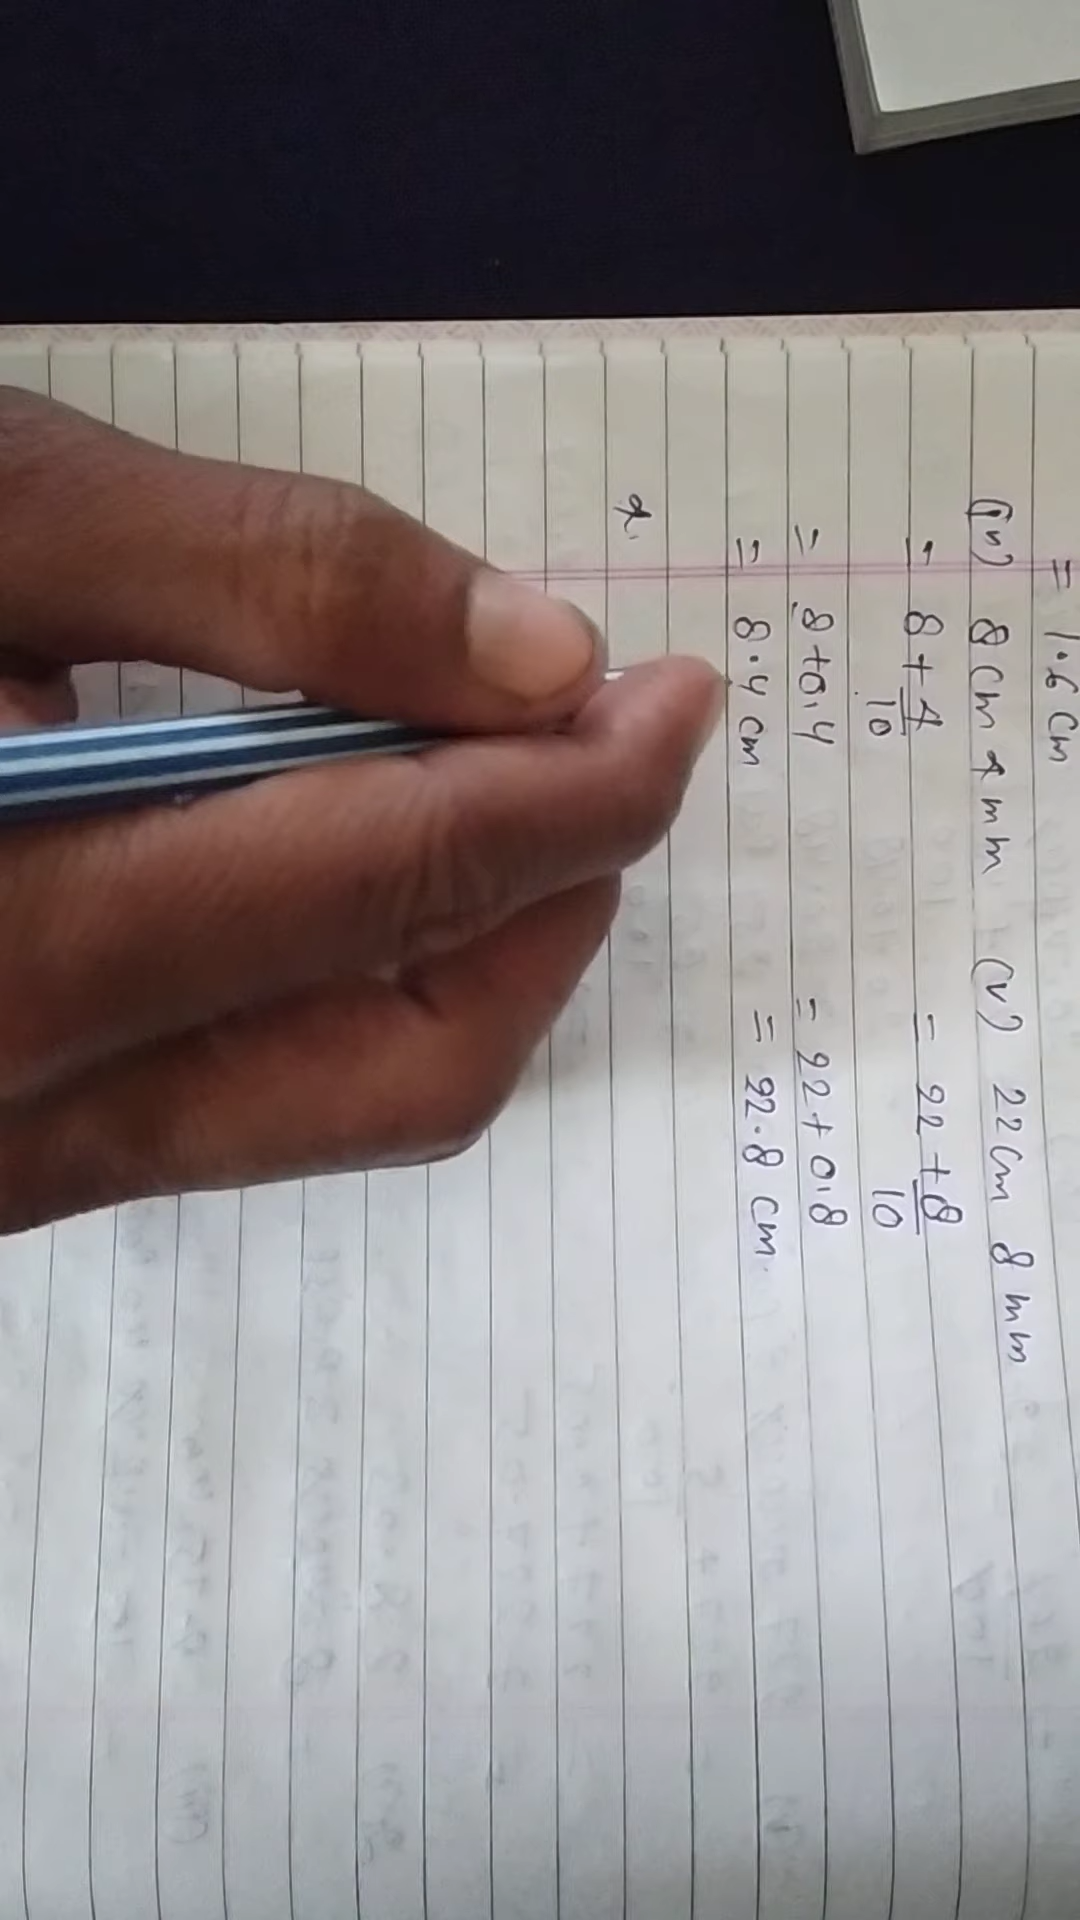 = 1.6 cm
(iv) 8 cm 4 mm (v) 22 cm 8 mm
= 8 + 4/10 = 22 + 8/10
= 8 + 0.4 = 22 + 0.8
= 8.4 cm = 22.8 cm.